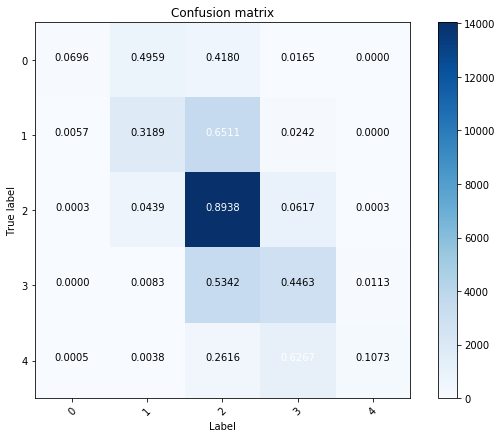 Confusion matrix
0 0.0696 0.4959 0.4180 0.0165 0.0000
1 0.0057 0.3189 0.6511 0.0242 0.0000
2 0.0003 0.0439 0.8938 0.0617 0.0003
3 0.0000 0.0083 0.5342 0.4463 0.0113
4 0.0005 0.0038 0.2616 0.6267 0.1073
0 1 2 3 4
True label
Label
14000
12000
10000
8000
6000
4000
2000
0